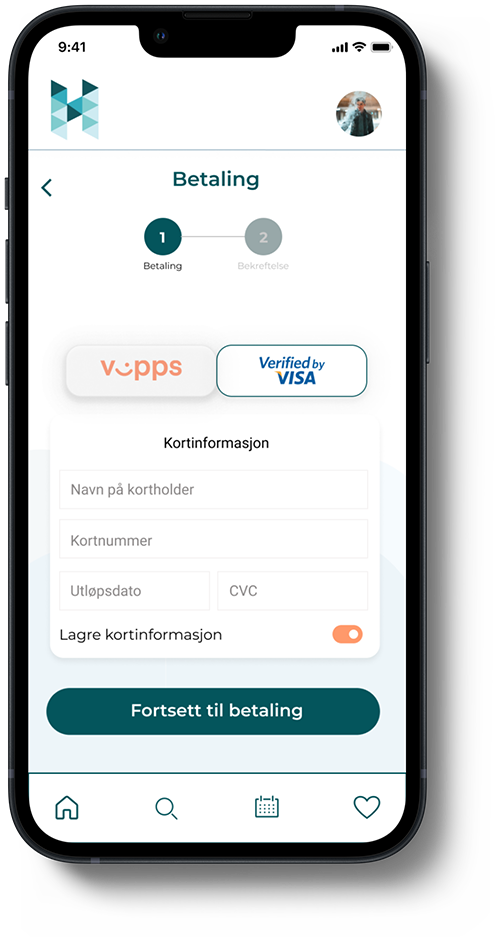 9:41
Betaling
1
2
Betaling
Bekreftelse
vipps
Verified by
VISA
Kortinformasjon
Navn på kortholder
Kortnummer
Utløpsdato
CVC
Lagre kortinformasjon
Fortsett til betaling